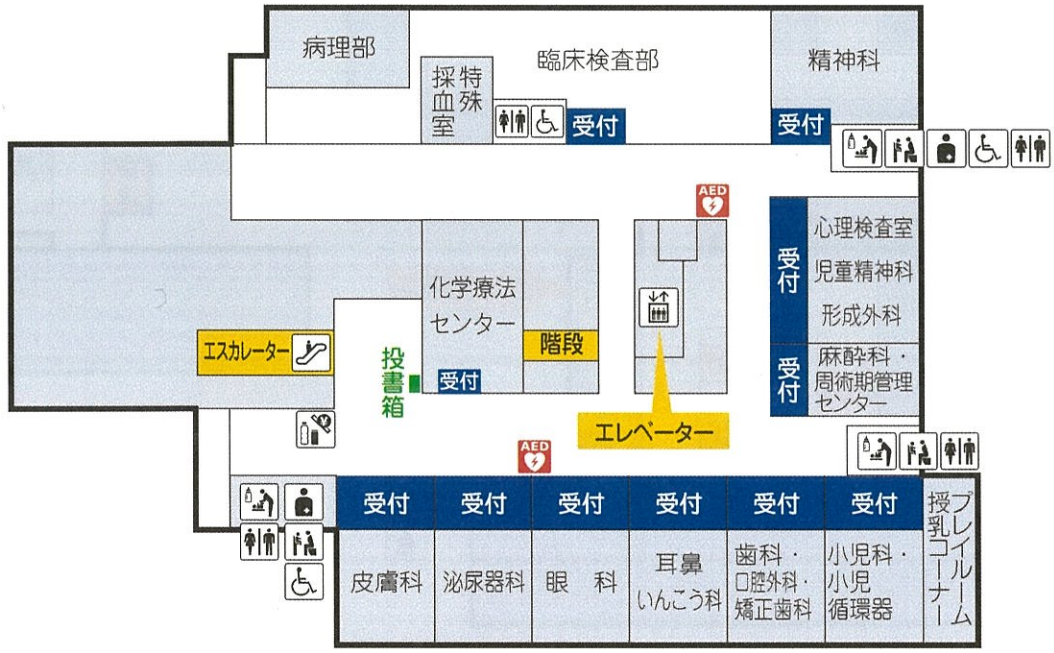 病理部
特殊
採血室
臨床検査部
受付
精神科
受付
AED
心理検査室
児童精神科
形成外科
受付
麻酔科・
周術期管理
センター
受付
化学療法
センター
受付
階段
エスカレーター
投書箱
エレベーター
AED
受付
受付
受付
受付
受付
受付
皮膚科
泌尿器科
眼 科
耳鼻
いんこう科
歯科・
口腔外科・
矯正歯科
小児科・
小児
循環器
プレイルーム
授乳コーナー